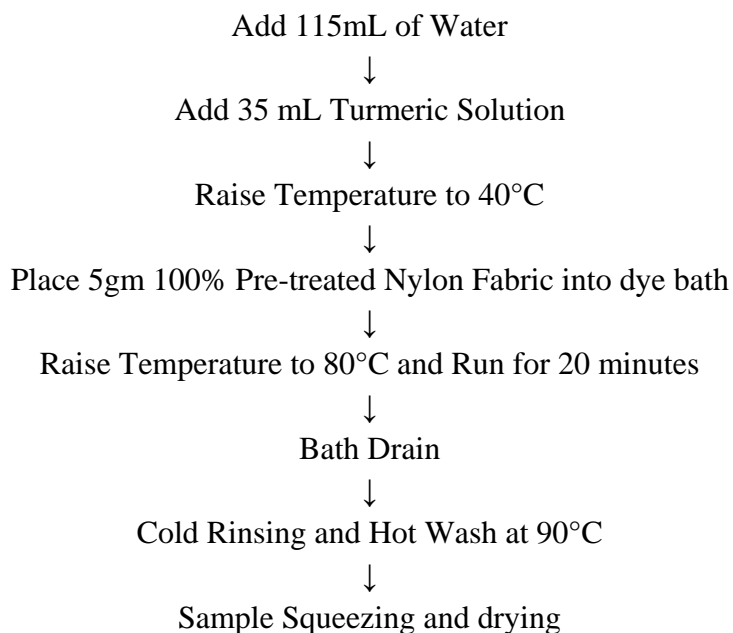 Add 115mL of Water
↓
Add 35 mL Turmeric Solution
↓
Raise Temperature to 40°C
↓
Place 5gm 100% Pre-treated Nylon Fabric into dye bath
↓
Raise Temperature to 80°C and Run for 20 minutes
↓
Bath Drain
↓
Cold Rinsing and Hot Wash at 90°C
↓
Sample Squeezing and drying